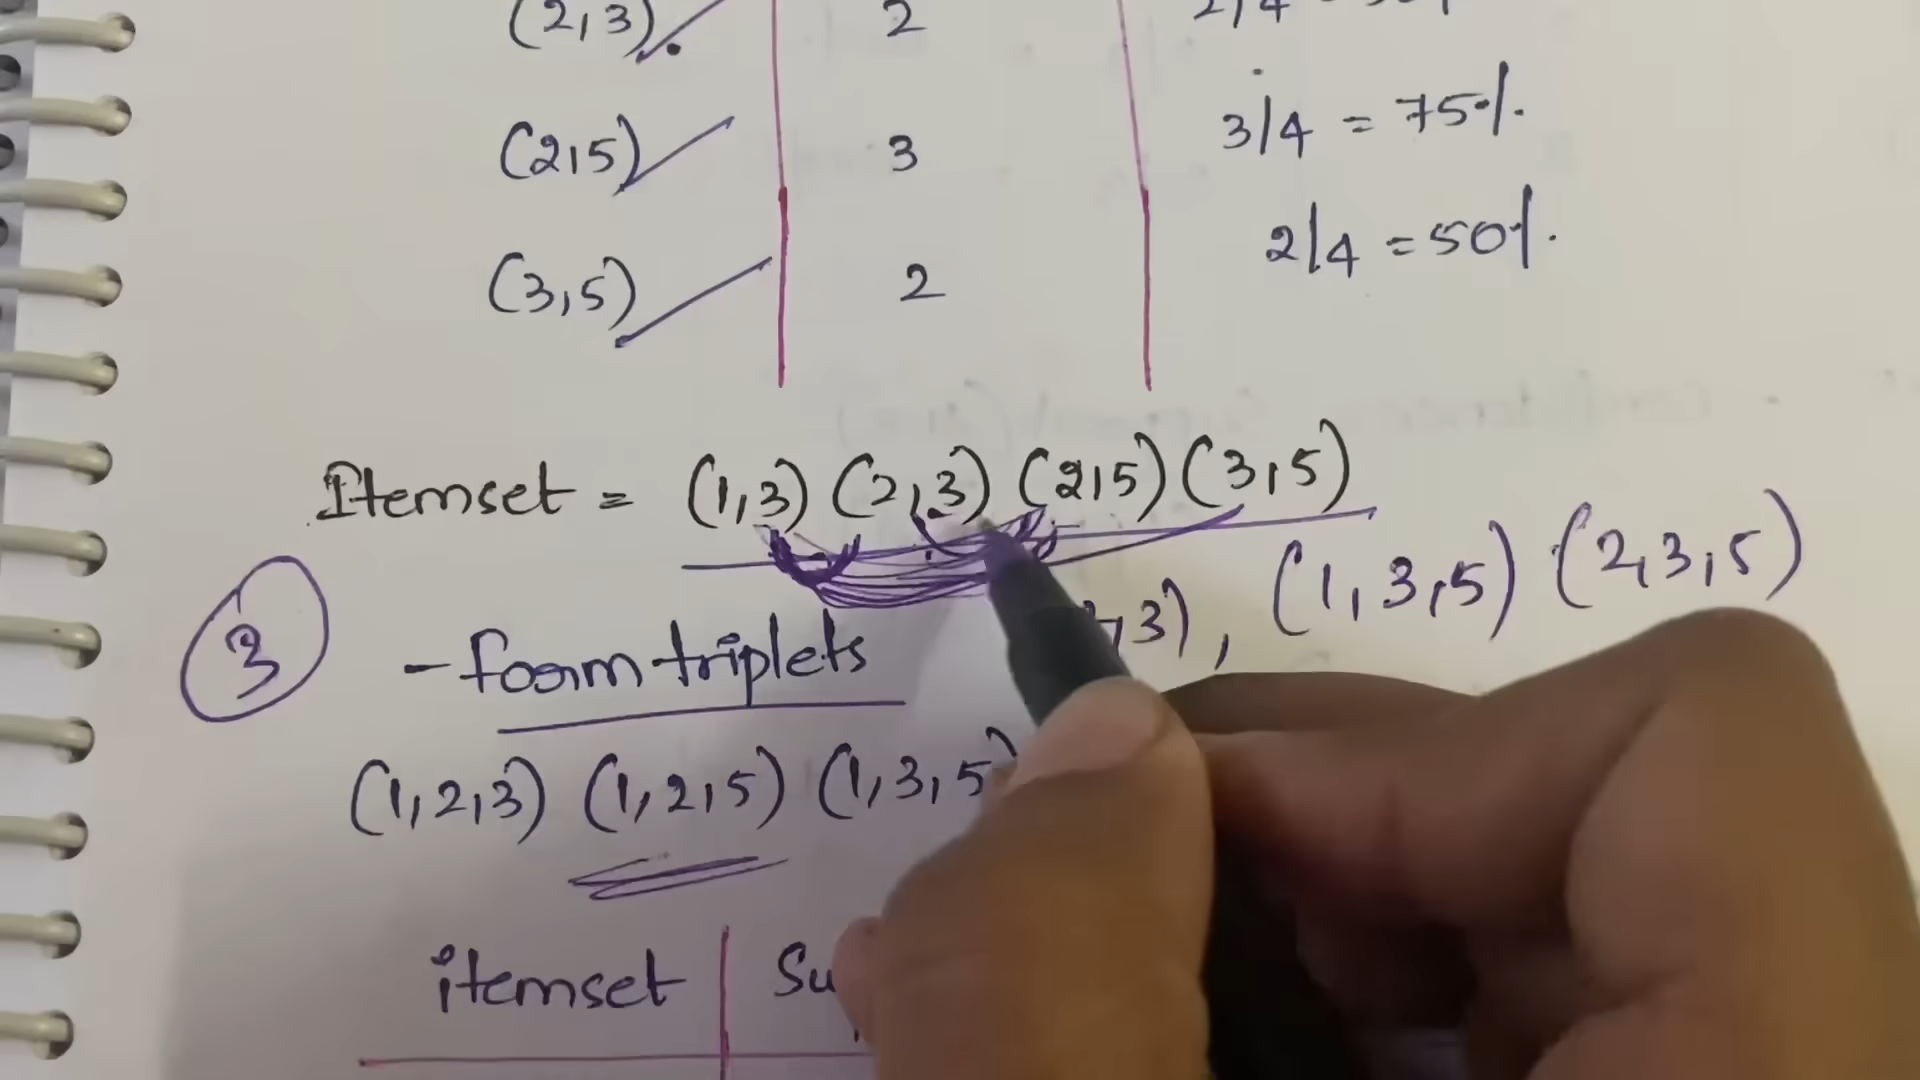 (2,3) 2
(2,5) 3 3/4 = 75%.
(3,5) 2 2/4 = 50%.
Itemset = (1,3) (2,3) (2,5) (3,5)
,3), (1,3,5) (2,3,5)
3 - form triplets
(1,2,3) (1,2,5) (1,3,5)
itemset Su